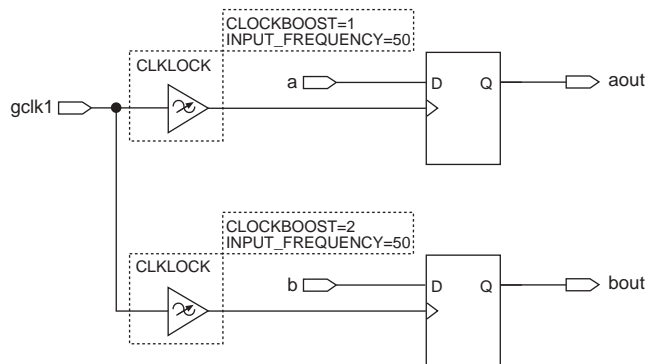 CLOCKBOOST=1
INPUT_FREQUENCY=50
CLKLOCK
a
D
Q
aout
gclk1
CLOCKBOOST=2
INPUT_FREQUENCY=50
CLKLOCK
b
D
Q
bout